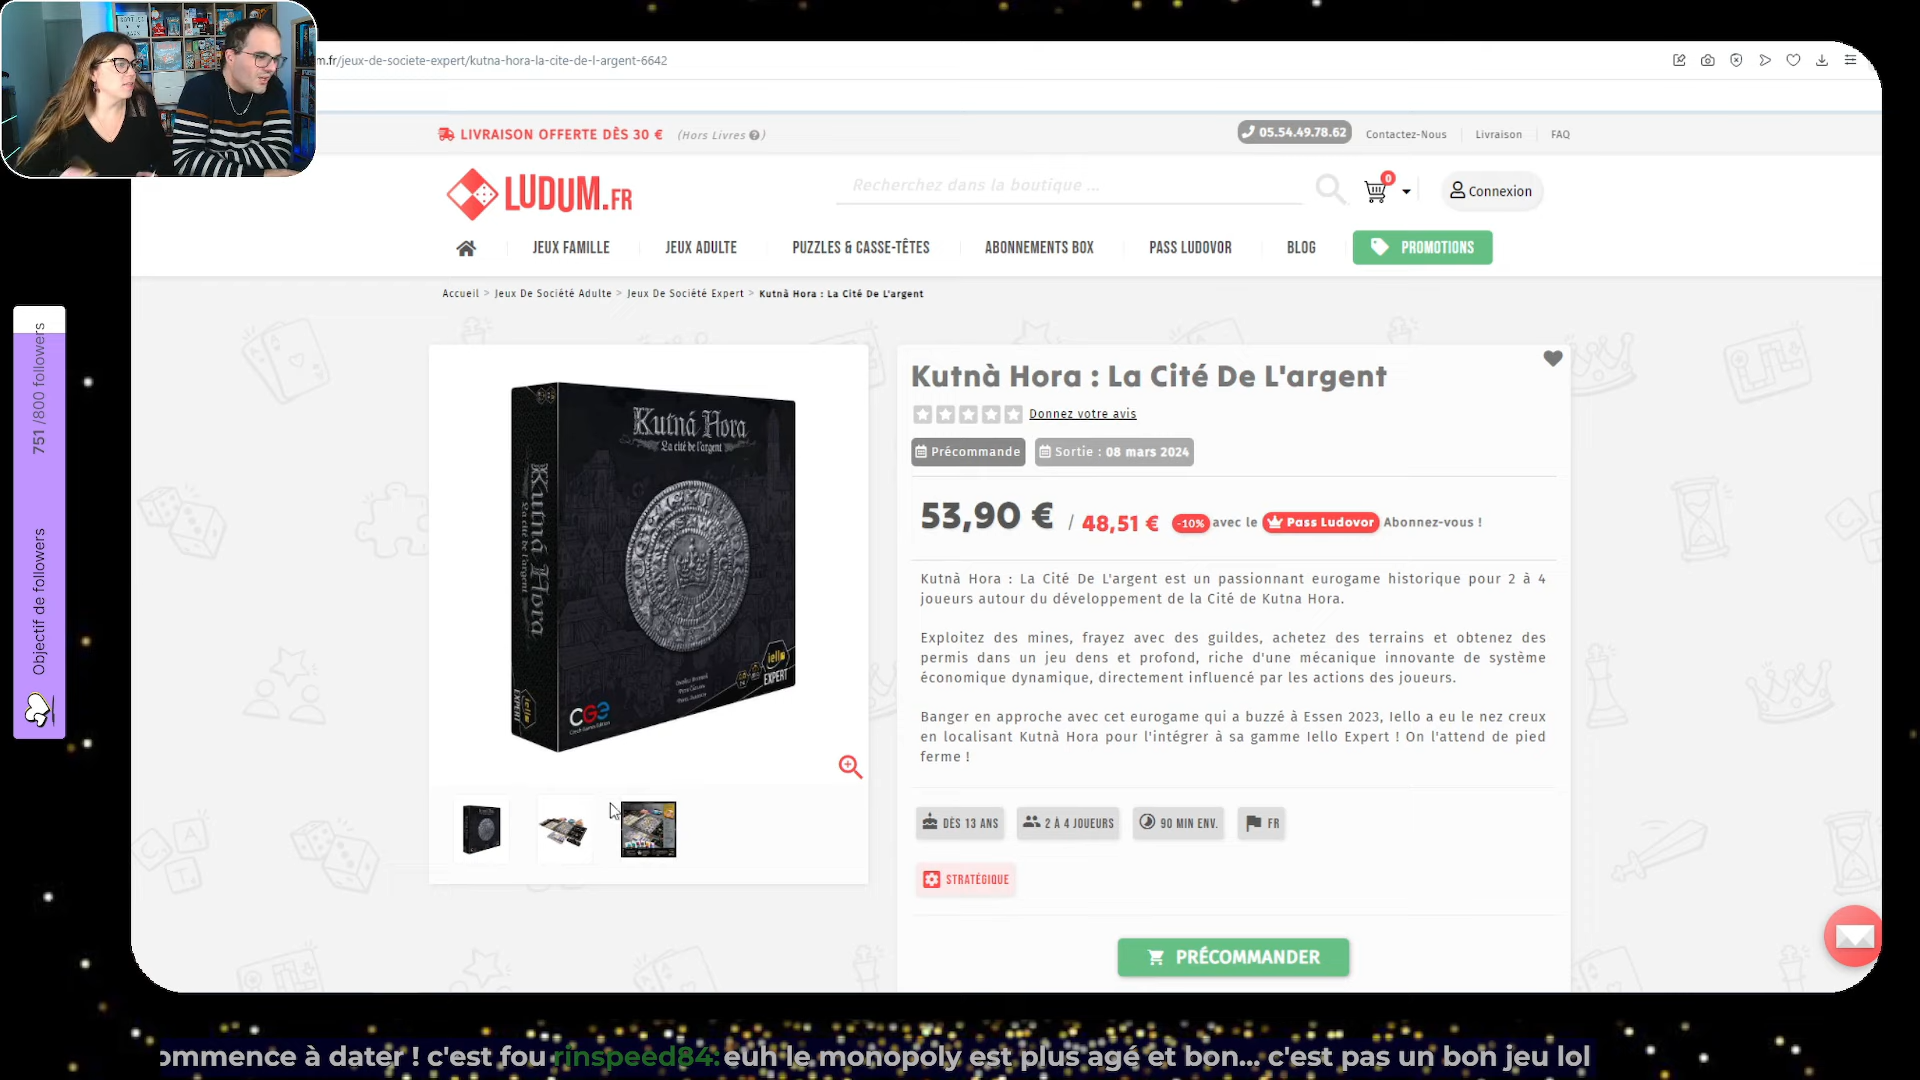 m.fr/jeux-de-societe-expert/kutna-hora-la-cite-de-l-argent-6642
LIVRAISON OFFERTE DÈS 30 € (Hors Livres ?)
05.54.49.78.62 Contactez-Nous Livraison FAQ
LUDUM.FR
Recherchez dans la boutique ...
0
Connexion
JEUX FAMILLE JEUX ADULTE PUZZLES & CASSE-TÊTES ABONNEMENTS BOX PASS LUDOVOR BLOG PROMOTIONS
Accueil > Jeux De Société Adulte > Jeux De Société Expert > Kutnà Hora : La Cité De L'argent
Kutná Hora
La cité de l'argent
Kutná Hora
La cité de l'argent
iello
EXPERT
CGE
Czech Games Edition
iello
EXPERT
Kutnà Hora : La Cité De L'argent
Donnez votre avis
Précommande Sortie : 08 mars 2024
53,90 € / 48,51 € -10% avec le Pass Ludovor Abonnez-vous !
Kutnà Hora : La Cité De L'argent est un passionnant eurogame historique pour 2 à 4
joueurs autour du développement de la Cité de Kutna Hora.
Exploitez des mines, frayez avec des guildes, achetez des terrains et obtenez des
permis dans un jeu dens et profond, riche d'une mécanique innovante de système
économique dynamique, directement influencé par les actions des joueurs.
Banger en approche avec cet eurogame qui a buzzé à Essen 2023, Iello a eu le nez creux
en localisant Kutnà Hora pour l'intégrer à sa gamme Iello Expert ! On l'attend de pied
ferme !
DÈS 13 ANS 2 À 4 JOUEURS 90 MIN ENV. FR
STRATÉGIQUE
PRÉCOMMANDER
Objectif de followers 751 /800 followers
ommence à dater ! c'est fou rinspeed84: euh le monopoly est plus agé et bon... c'est pas un bon jeu lol